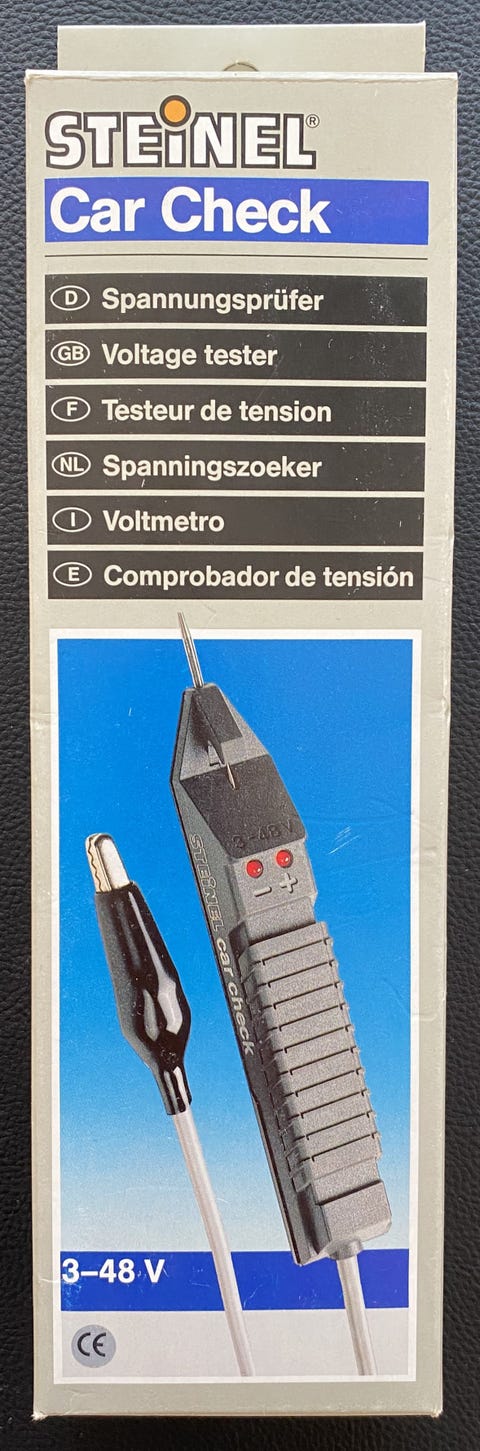 STEINEL®
Car Check
D Spannungsprüfer
GB Voltage tester
F Testeur de tension
NL Spanningszoeker
I Voltmetro
E Comprobador de tensión
3-48 V
- +
STEINEL car check
3–48 V
CE